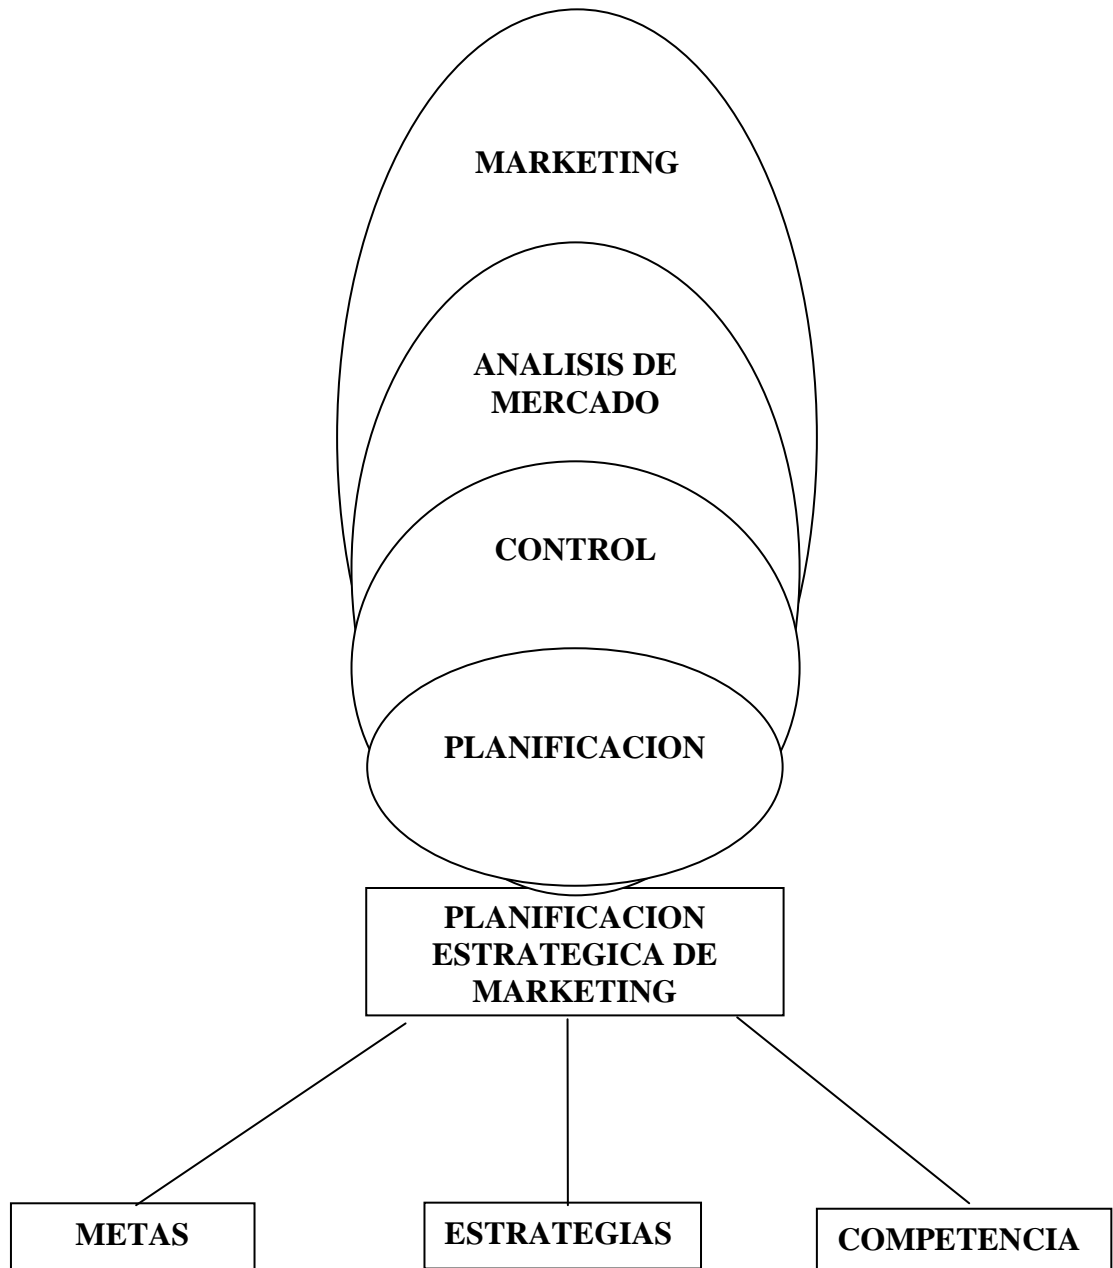 MARKETING
ANALISIS DE
MERCADO
CONTROL
PLANIFICACION
PLANIFICACION
ESTRATEGICA DE
MARKETING
METAS
ESTRATEGIAS
COMPETENCIA